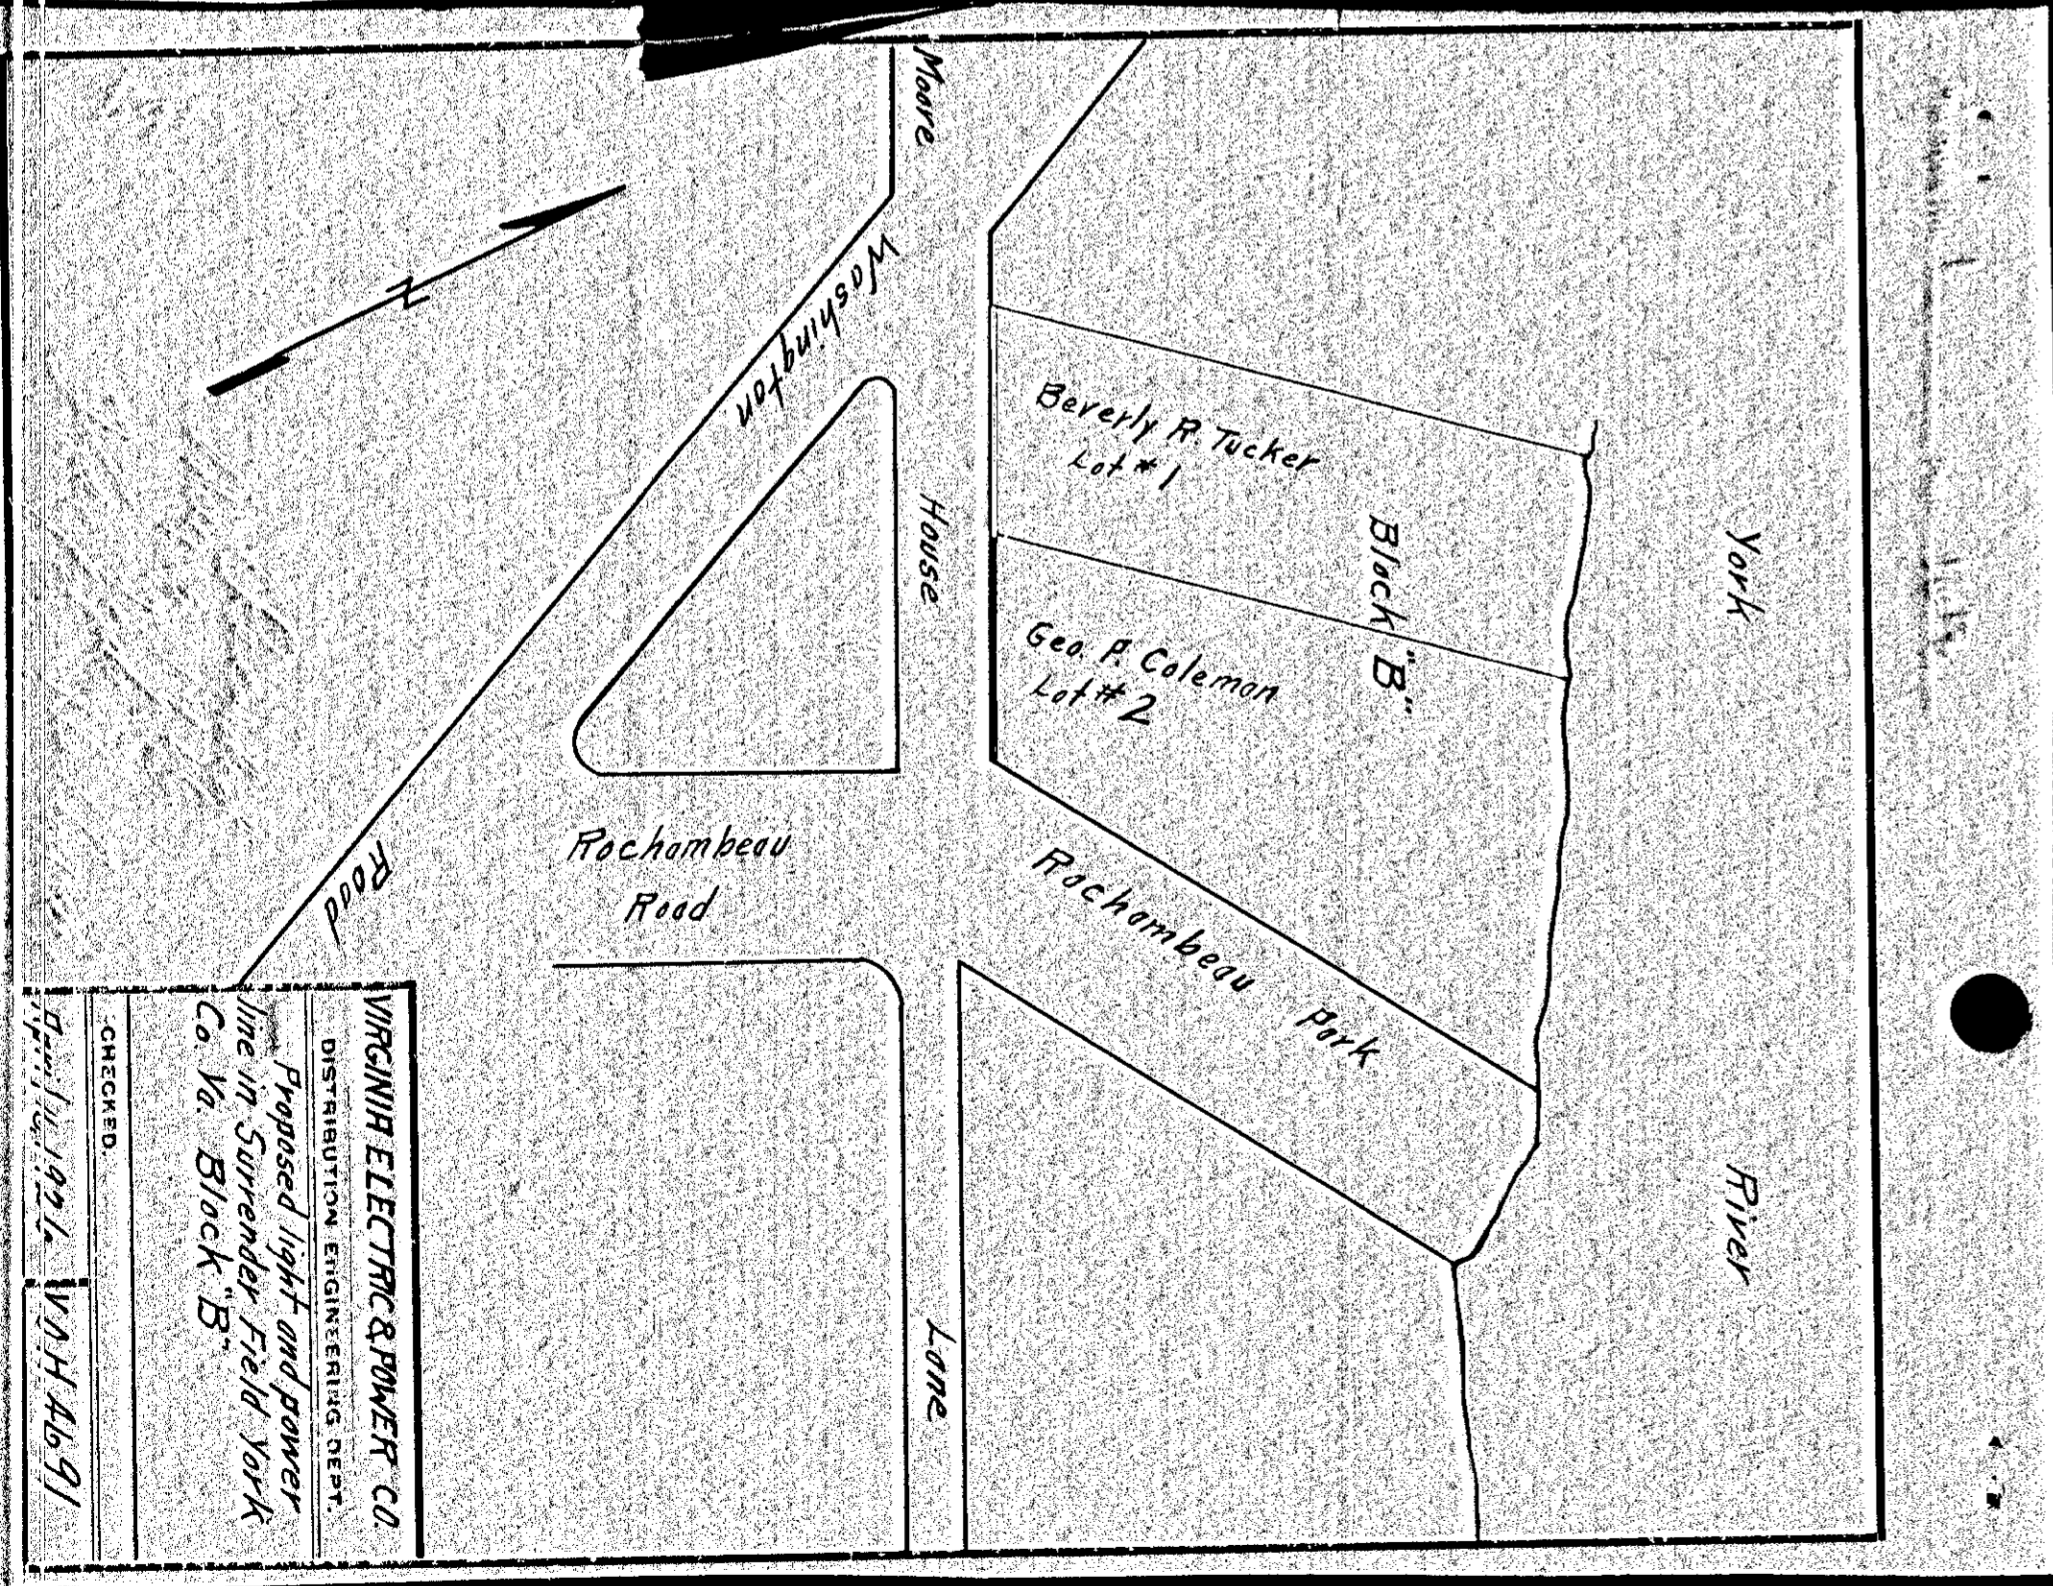 York River
Block "B"
Beverly R. Tucker
Lot #1
Geo. P. Coleman
Lot #2
Rochambeau Park
Moore House Lane
Washington Road
Rochambeau
Road
N
VIRGINIA ELECTRIC & POWER CO.
DISTRIBUTION ENGINEERING DEPT.
Proposed light and power
line in Surrender Field York
Co. Va. Block "B"
CHECKED.